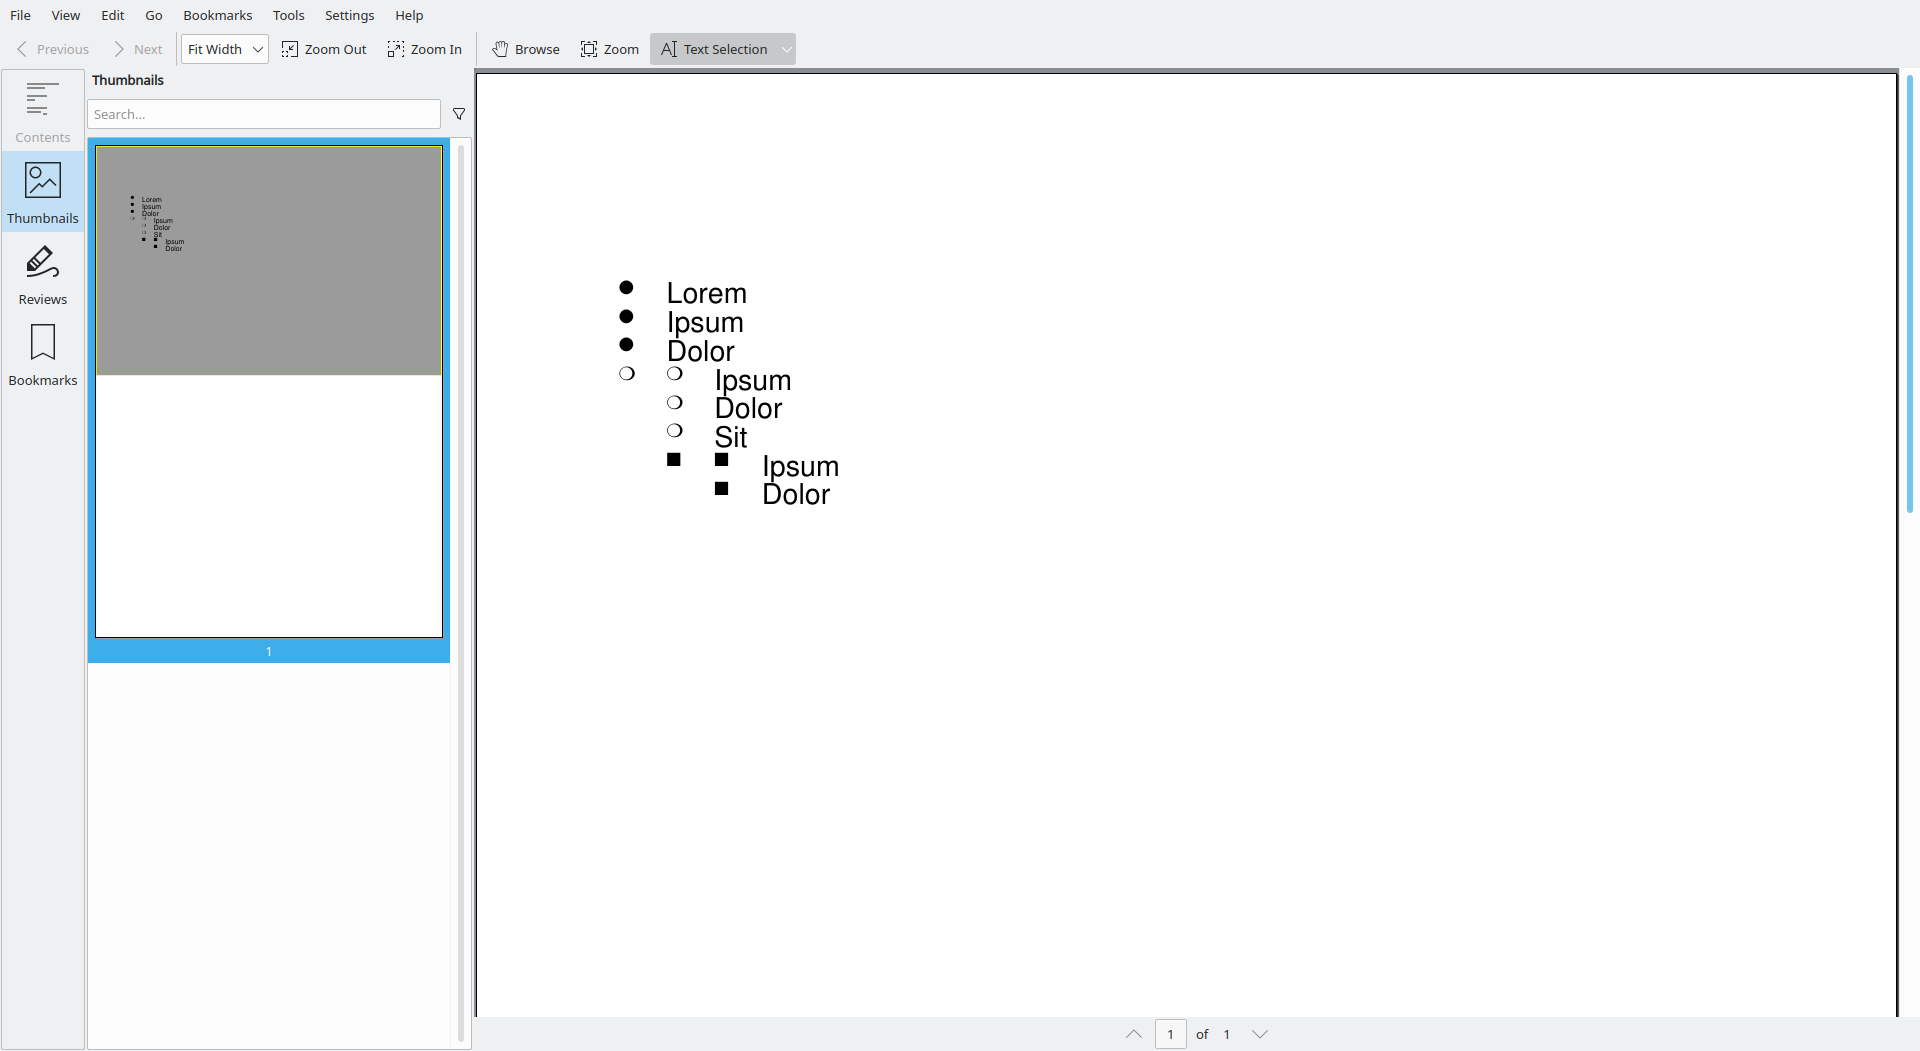 File View Edit Go Bookmarks Tools Settings Help
Previous Next Fit Width Zoom Out Zoom In Browse Zoom Text Selection
Contents
Thumbnails
Reviews
Bookmarks
Thumbnails
Search...
● Lorem
● Ipsum
● Dolor
❍ ❍ Ipsum
❍ Dolor
❍ Sit
■ ■ Ipsum
■ Dolor
1
● Lorem
● Ipsum
● Dolor
❍ ❍ Ipsum
❍ Dolor
❍ Sit
■ ■ Ipsum
■ Dolor
1 of 1